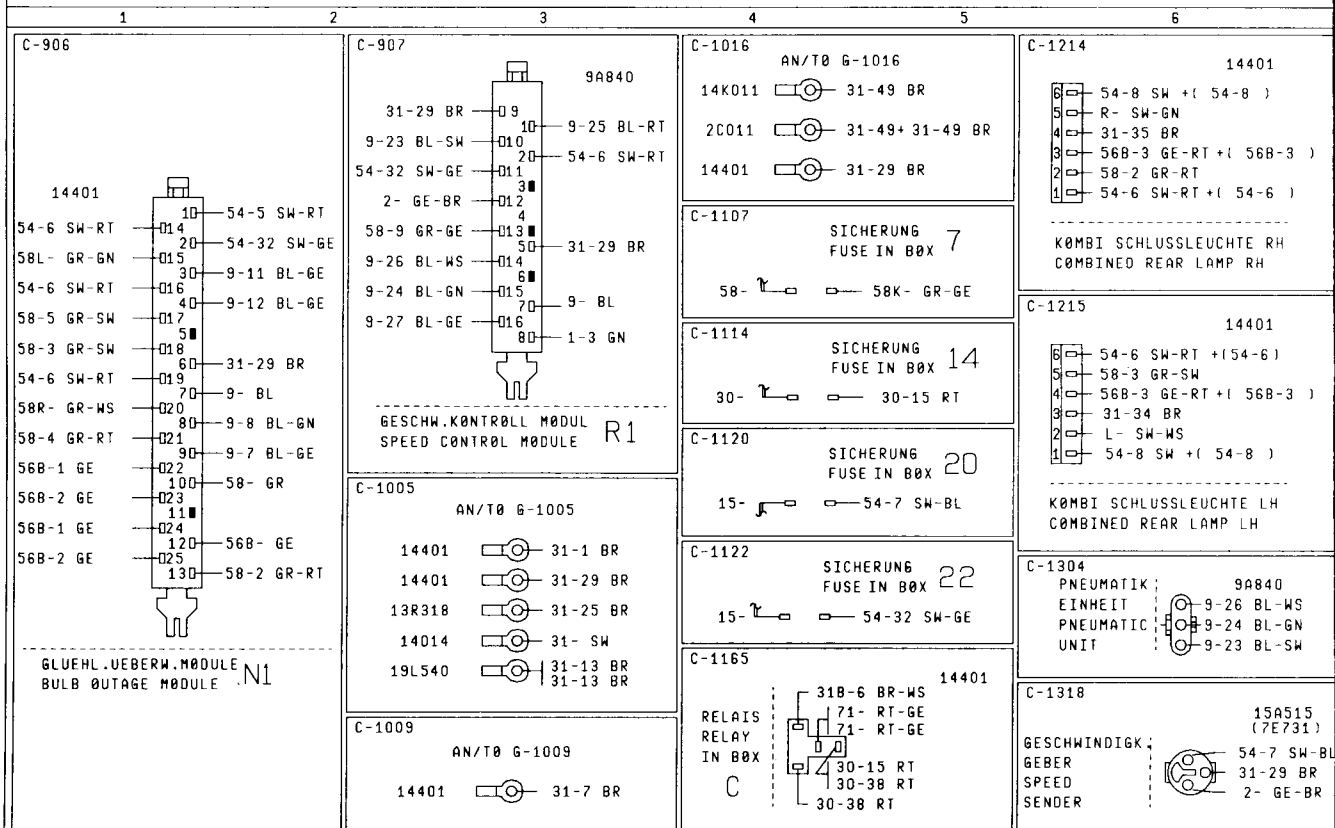 1 2 3 4 5 6
C-906
14401
1 54-5 SW-RT
54-6 SW-RT 14
2 54-32 SW-GE
58L- GR-GN 15
3 9-11 BL-GE
54-6 SW-RT 16
4 9-12 BL-GE
58-5 GR-SW 17
5
58-3 GR-SW 18
6 31-29 BR
54-6 SW-RT 19
7 9- BL
58R- GR-WS 20
8 9-8 BL-GN
58-4 GR-RT 21
9 9-7 BL-GE
56B-1 GE 22
10 58- GR
56B-2 GE 23
11
56B-1 GE 24
12 56B- GE
56B-2 GE 25
13 58-2 GR-RT
GLUEHL.UEBERW.MØDULE
BULB ØUTAGE MØDULE N1
C-907
9A840
31-29 BR 9
1 9-25 BL-RT
9-23 BL-SW 10
2 54-6 SW-RT
54-32 SW-GE 11
3
2- GE-BR 12
4
58-9 GR-GE 13
5 31-29 BR
9-26 BL-WS 14
6
9-24 BL-GN 15
7 9- BL
9-27 BL-GE 16
8 1-3 GN
GESCHW.KØNTRØLL MØDUL
SPEED CØNTRØL MØDULE R1
C-1005
AN/TØ G-1005
14401 31-1 BR
14401 31-29 BR
13R318 31-25 BR
14014 31- SW
19L540 31-13 BR
31-13 BR
C-1009
AN/TØ G-1009
14401 31-7 BR
C-1016
AN/TØ G-1016
14K011 31-49 BR
2C011 31-49+ 31-49 BR
14401 31-29 BR
C-1107
SICHERUNG
FUSE IN BØX 7
58- 58K- GR-GE
C-1114
SICHERUNG
FUSE IN BØX 14
30- 30-15 RT
C-1120
SICHERUNG
FUSE IN BØX 20
15- 54-7 SW-BL
C-1122
SICHERUNG
FUSE IN BØX 22
15- 54-32 SW-GE
C-1165
14401
31B-6 BR-WS
71- RT-GE
71- RT-GE
RELAIS
RELAY
IN BØX
C
30-15 RT
30-38 RT
30-38 RT
C-1214
14401
6 54-8 SW +( 54-8 )
5 R- SW-GN
4 31-35 BR
3 56B-3 GE-RT +( 56B-3 )
2 58-2 GR-RT
1 54-6 SW-RT +( 54-6 )
KØMBI SCHLUSSLEUCHTE RH
CØMBINED REAR LAMP RH
C-1215
14401
6 54-6 SW-RT +(54-6)
5 58-3 GR-SW
4 56B-3 GE-RT +( 56B-3 )
3 31-34 BR
2 L- SW-WS
1 54-8 SW +( 54-8 )
KØMBI SCHLUSSLEUCHTE LH
CØMBINED REAR LAMP LH
C-1304
PNEUMATIK 9A840
EINHEIT 9-26 BL-WS
PNEUMATIC 9-24 BL-GN
UNIT 9-23 BL-SW
C-1318
15A515
(7E731)
GESCHWINDIGK.
GEBER
SPEED
SENDER
54-7 SW-BL
31-29 BR
2- GE-BR